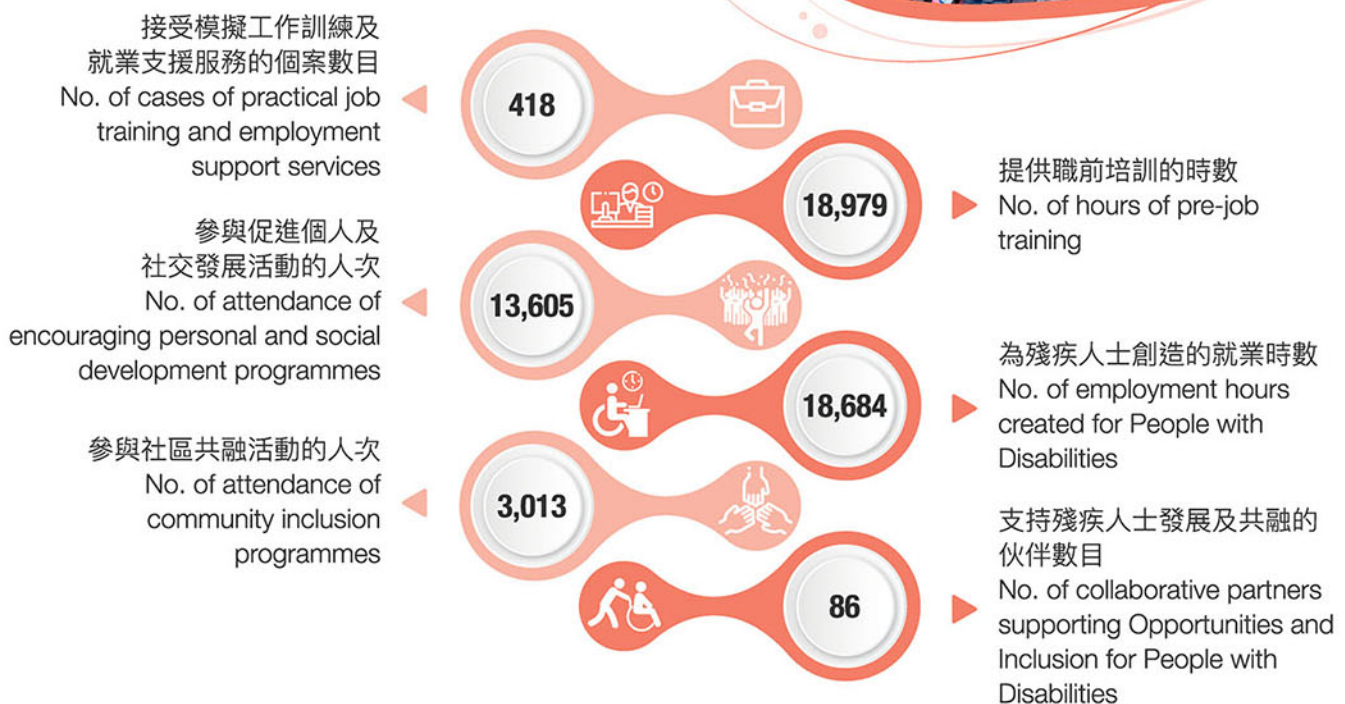 接受模擬工作訓練及
就業支援服務的個案數目
No. of cases of practical job
training and employment
support services
418
18,979
提供職前培訓的時數
No. of hours of pre-job
training
參與促進個人及
社交發展活動的人次
No. of attendance of
encouraging personal and social
development programmes
13,605
18,684
為殘疾人士創造的就業時數
No. of employment hours
created for People with
Disabilities
參與社區共融活動的人次
No. of attendance of
community inclusion
programmes
3,013
86
支持殘疾人士發展及共融的
伙伴數目
No. of collaborative partners
supporting Opportunities and
Inclusion for People with
Disabilities